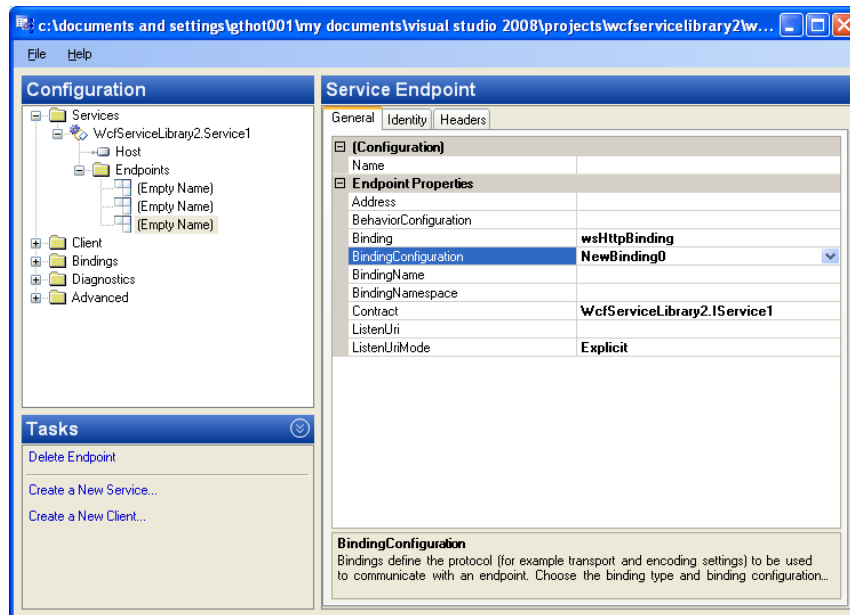 c:\documents and settings\gthot001\my documents\visual studio 2008\projects\wcfservicelibrary2\w...
File Help
Configuration
Services
WcfServiceLibrary2.Service1
Host
Endpoints
(Empty Name)
(Empty Name)
(Empty Name)
Client
Bindings
Diagnostics
Advanced
Tasks
Delete Endpoint
Create a New Service...
Create a New Client...
Service Endpoint
General Identity Headers
(Configuration)
Name
Endpoint Properties
Address
BehaviorConfiguration
Binding wsHttpBinding
BindingConfiguration NewBinding0
BindingName
BindingNamespace
Contract WcfServiceLibrary2.IService1
ListenUri
ListenUriMode Explicit
BindingConfiguration
Bindings define the protocol (for example transport and encoding settings) to be used
to communicate with an endpoint. Choose the binding type and binding configuration...